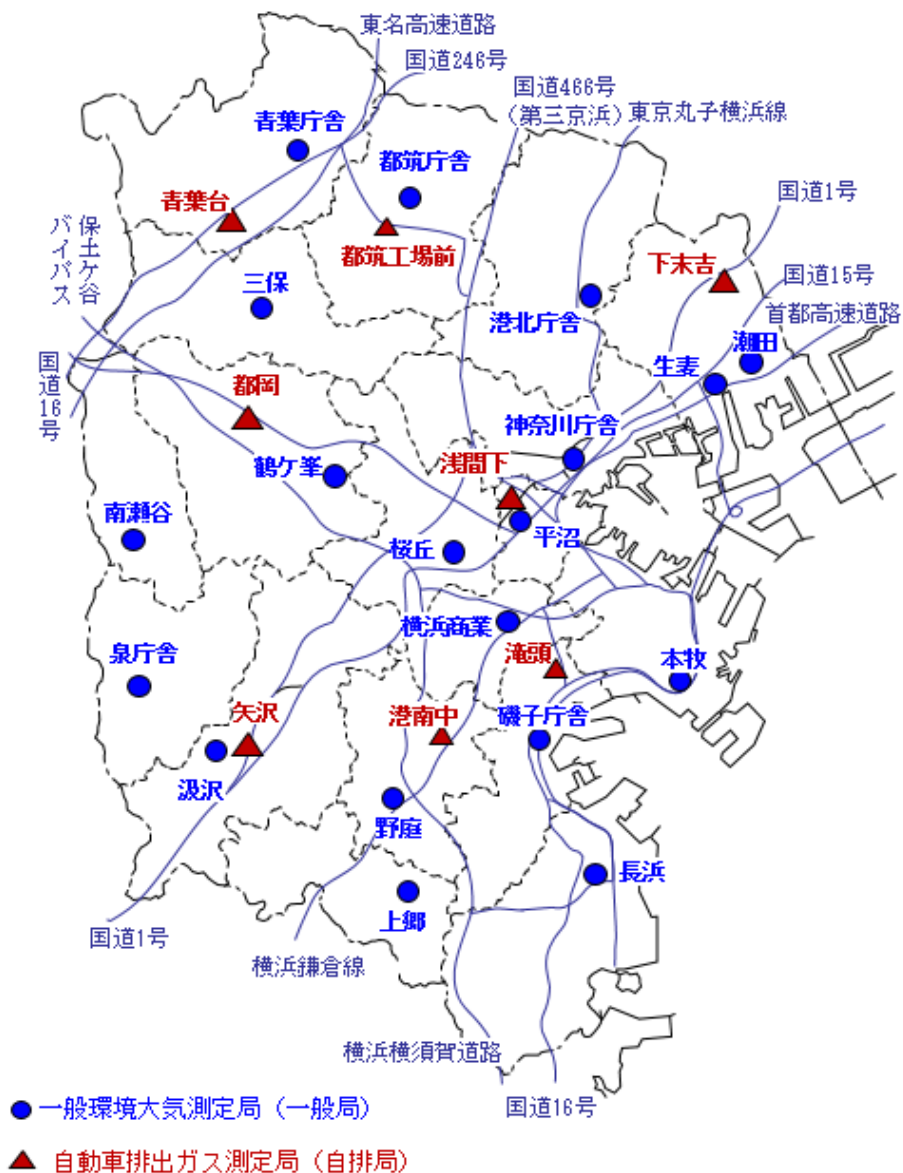 東名高速道路
国道246号
国道466号
(第三京浜)
東京丸子横浜線
青葉庁舎
都筑庁舎
国道1号
青葉台
保土ケ谷
バイパス
都筑工場前
下末吉
国道15号
三保
港北庁舎
首都高速道路
潮田
生麦
国道16号
都岡
神奈川庁舎
鶴ケ峯
浅間下
南瀬谷
平沼
桜丘
横浜商業
泉庁舎
滝頭
本牧
矢沢
港南中
磯子庁舎
汲沢
野庭
長浜
上郷
国道1号
横浜鎌倉線
横浜横須賀道路
国道16号
一般環境大気測定局(一般局)
自動車排出ガス測定局(自排局)